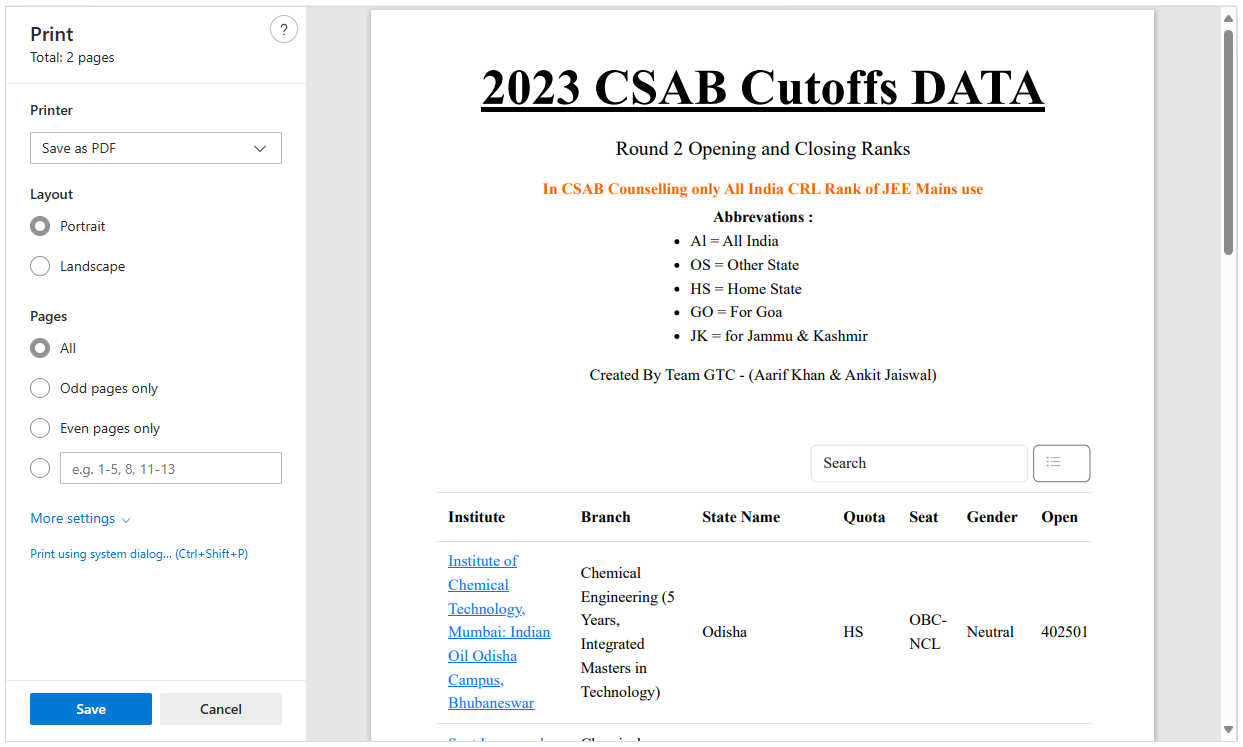 Print
?
Total: 2 pages
Printer
Save as PDF
Layout
Portrait
Landscape
Pages
All
Odd pages only
Even pages only
e.g. 1-5, 8, 11-13
More settings
Print using system dialog... (Ctrl+Shift+P)
Save
Cancel
2023 CSAB Cutoffs DATA
Round 2 Opening and Closing Ranks
In CSAB Counselling only All India CRL Rank of JEE Mains use
Abbrevations :
• Al = All India
• OS = Other State
• HS = Home State
• GO = For Goa
• JK = for Jammu & Kashmir
Created By Team GTC - (Aarif Khan & Ankit Jaiswal)
Search
Institute Branch State Name Quota Seat Gender Open
Institute of
Chemical
Technology,
Mumbai: Indian
Oil Odisha
Campus,
Bhubaneswar
Chemical
Engineering (5
Years,
Integrated
Masters in
Technology)
Odisha
HS
OBC-
NCL
Neutral
402501